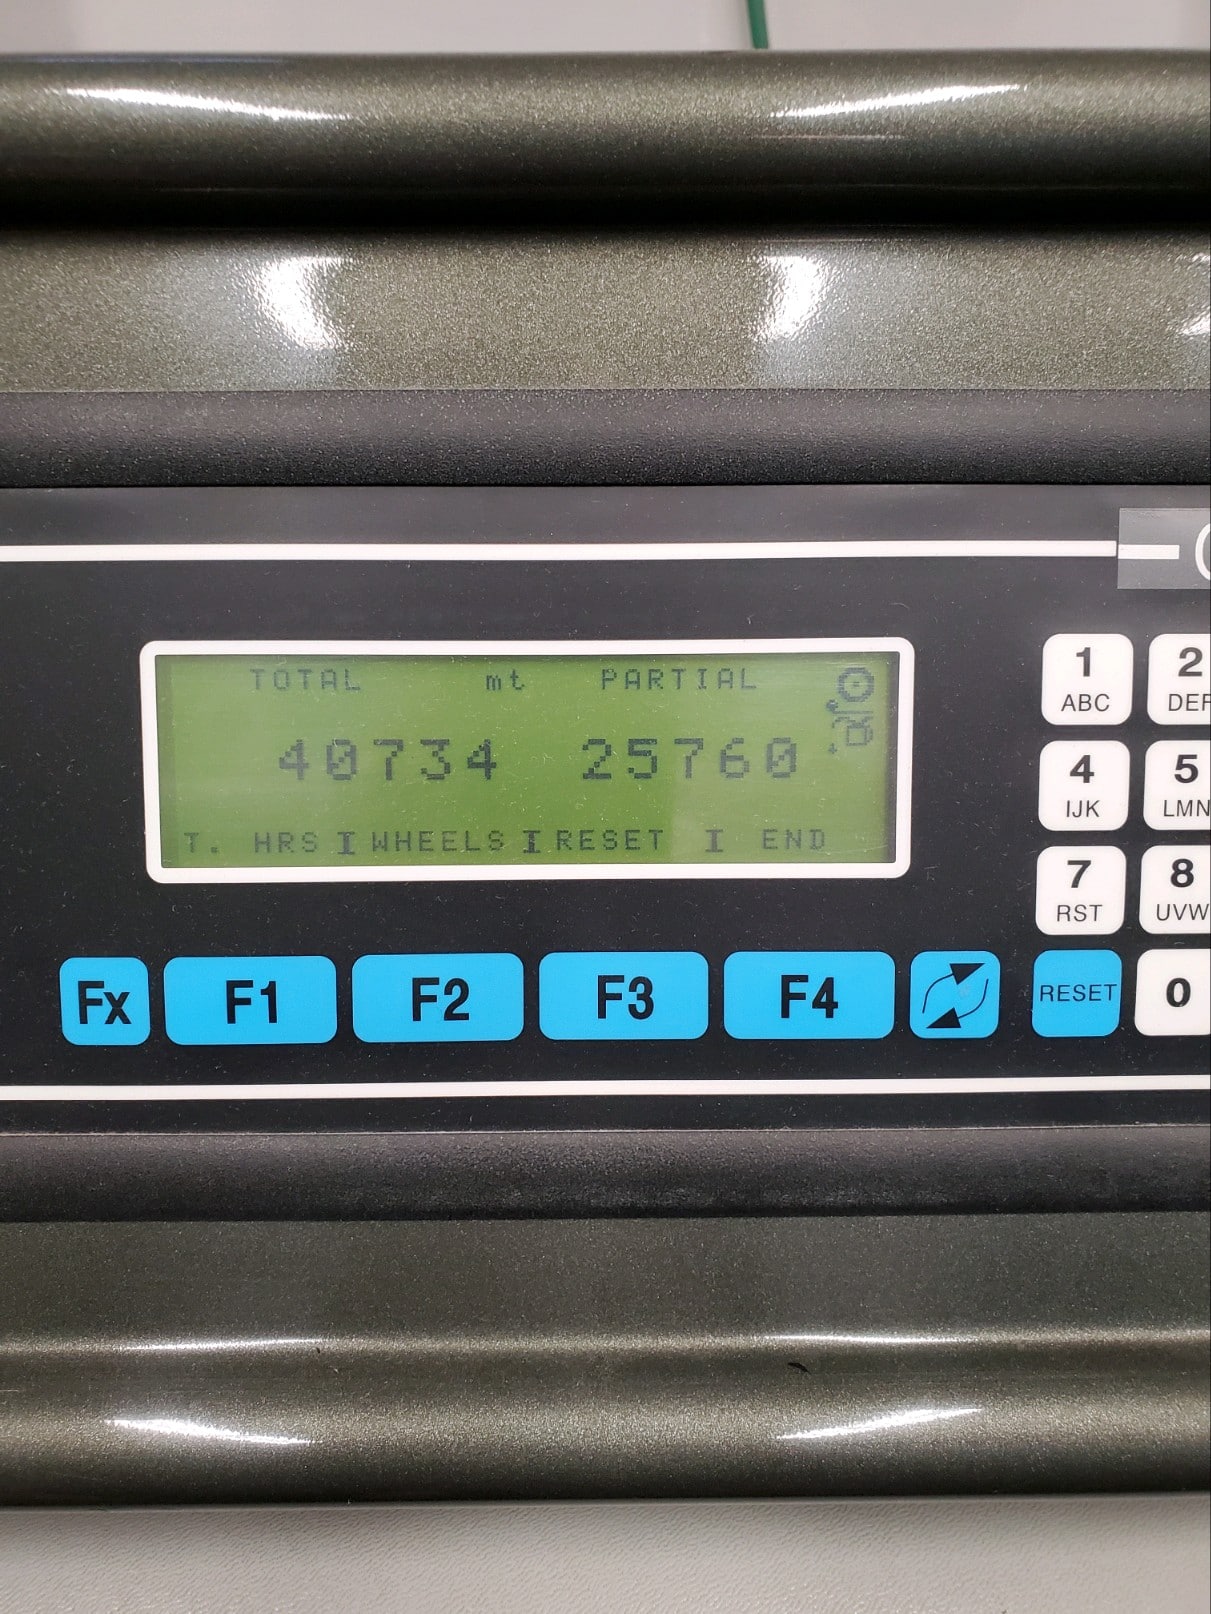 TOTAL mt PARTIAL
40734 25760
T. HRS I WHEELS I RESET I END
Fx F1 F2 F3 F4 RESET
1 2
ABC DEF
4 5
IJK LMN
7 8
RST UVW
0